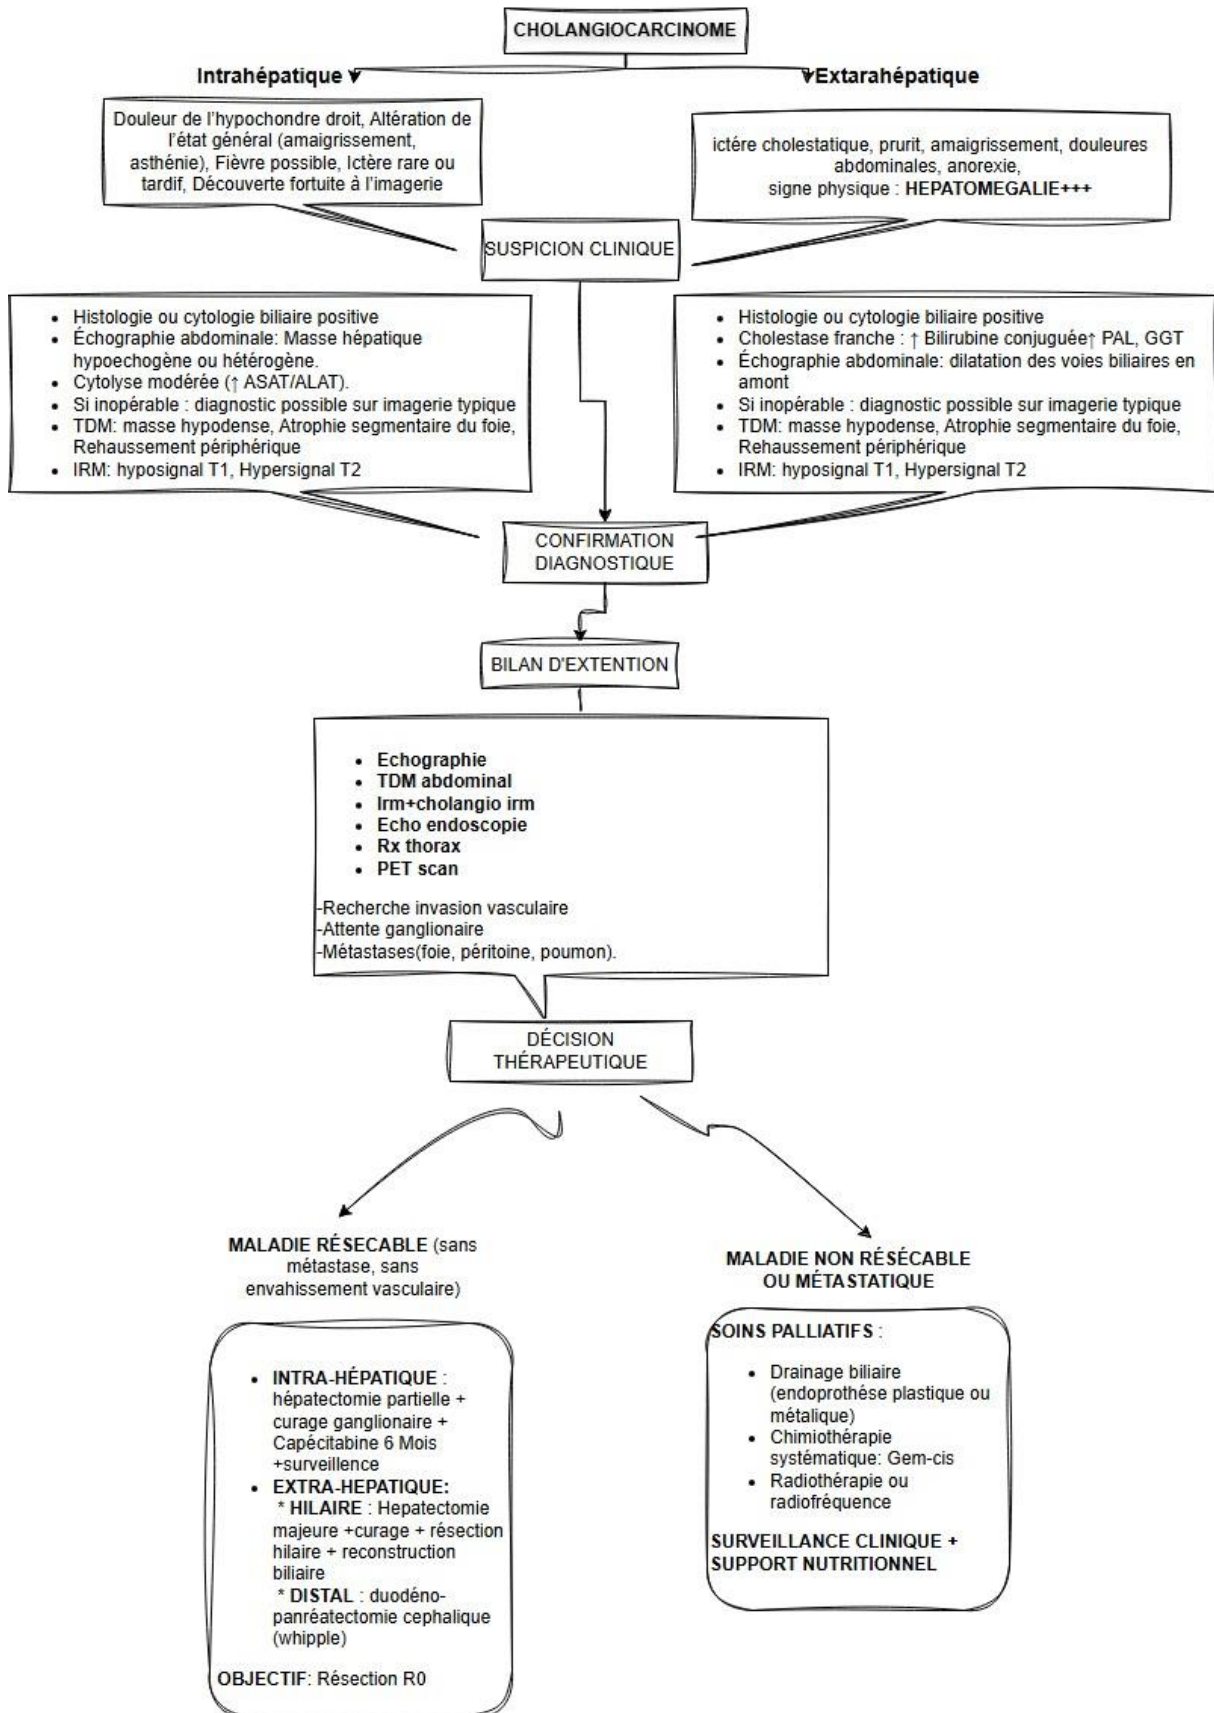 CHOLANGIOCARCINOME
Intrahépatique
Extarahépatique
Douleur de l'hypochondre droit, Altération de
l'état général (amaigrissement,
asthénie), Fièvre possible, Ictère rare ou
tardif, Découverte fortuite à l'imagerie
ictére cholestatique, prurit, amaigrissement, douleures
abdominales, anorexie,
signe physique : HEPATOMEGALIE+++
SUSPICION CLINIQUE
• Histologie ou cytologie biliaire positive
• Échographie abdominale: Masse hépatique
hypoechogène ou hétérogène.
• Cytolyse modérée (↑ ASAT/ALAT).
• Si inopérable : diagnostic possible sur imagerie typique
• TDM: masse hypodense, Atrophie segmentaire du foie,
Rehaussement périphérique
• IRM: hyposignal T1, Hypersignal T2
• Histologie ou cytologie biliaire positive
• Cholestase franche : ↑ Bilirubine conjuguée↑ PAL, GGT
• Échographie abdominale: dilatation des voies biliaires en
amont
• Si inopérable : diagnostic possible sur imagerie typique
• TDM: masse hypodense, Atrophie segmentaire du foie,
Rehaussement périphérique
• IRM: hyposignal T1, Hypersignal T2
CONFIRMATION
DIAGNOSTIQUE
BILAN D'EXTENTION
• Echographie
• TDM abdominal
• Irm+cholangio irm
• Echo endoscopie
• Rx thorax
• PET scan
-Recherche invasion vasculaire
-Attente ganglionaire
-Métastases(foie, péritoine, poumon).
DÉCISION
THÉRAPEUTIQUE
MALADIE RÉSECABLE (sans
métastase, sans
envahissement vasculaire)
• INTRA-HÉPATIQUE :
hépatectomie partielle +
curage ganglionaire +
Capécitabine 6 Mois
+surveillence
• EXTRA-HEPATIQUE:
* HILAIRE : Hepatectomie
majeure +curage + résection
hilaire + reconstruction
biliaire
* DISTAL : duodéno-
panréatectomie cephalique
(whipple)
OBJECTIF: Résection R0
MALADIE NON RÉSÉCABLE
OU MÉTASTATIQUE
SOINS PALLIATIFS :
• Drainage biliaire
(endoprothése plastique ou
métalique)
• Chimiothérapie
systématique: Gem-cis
• Radiothérapie ou
radiofréquence
SURVEILLANCE CLINIQUE +
SUPPORT NUTRITIONNEL